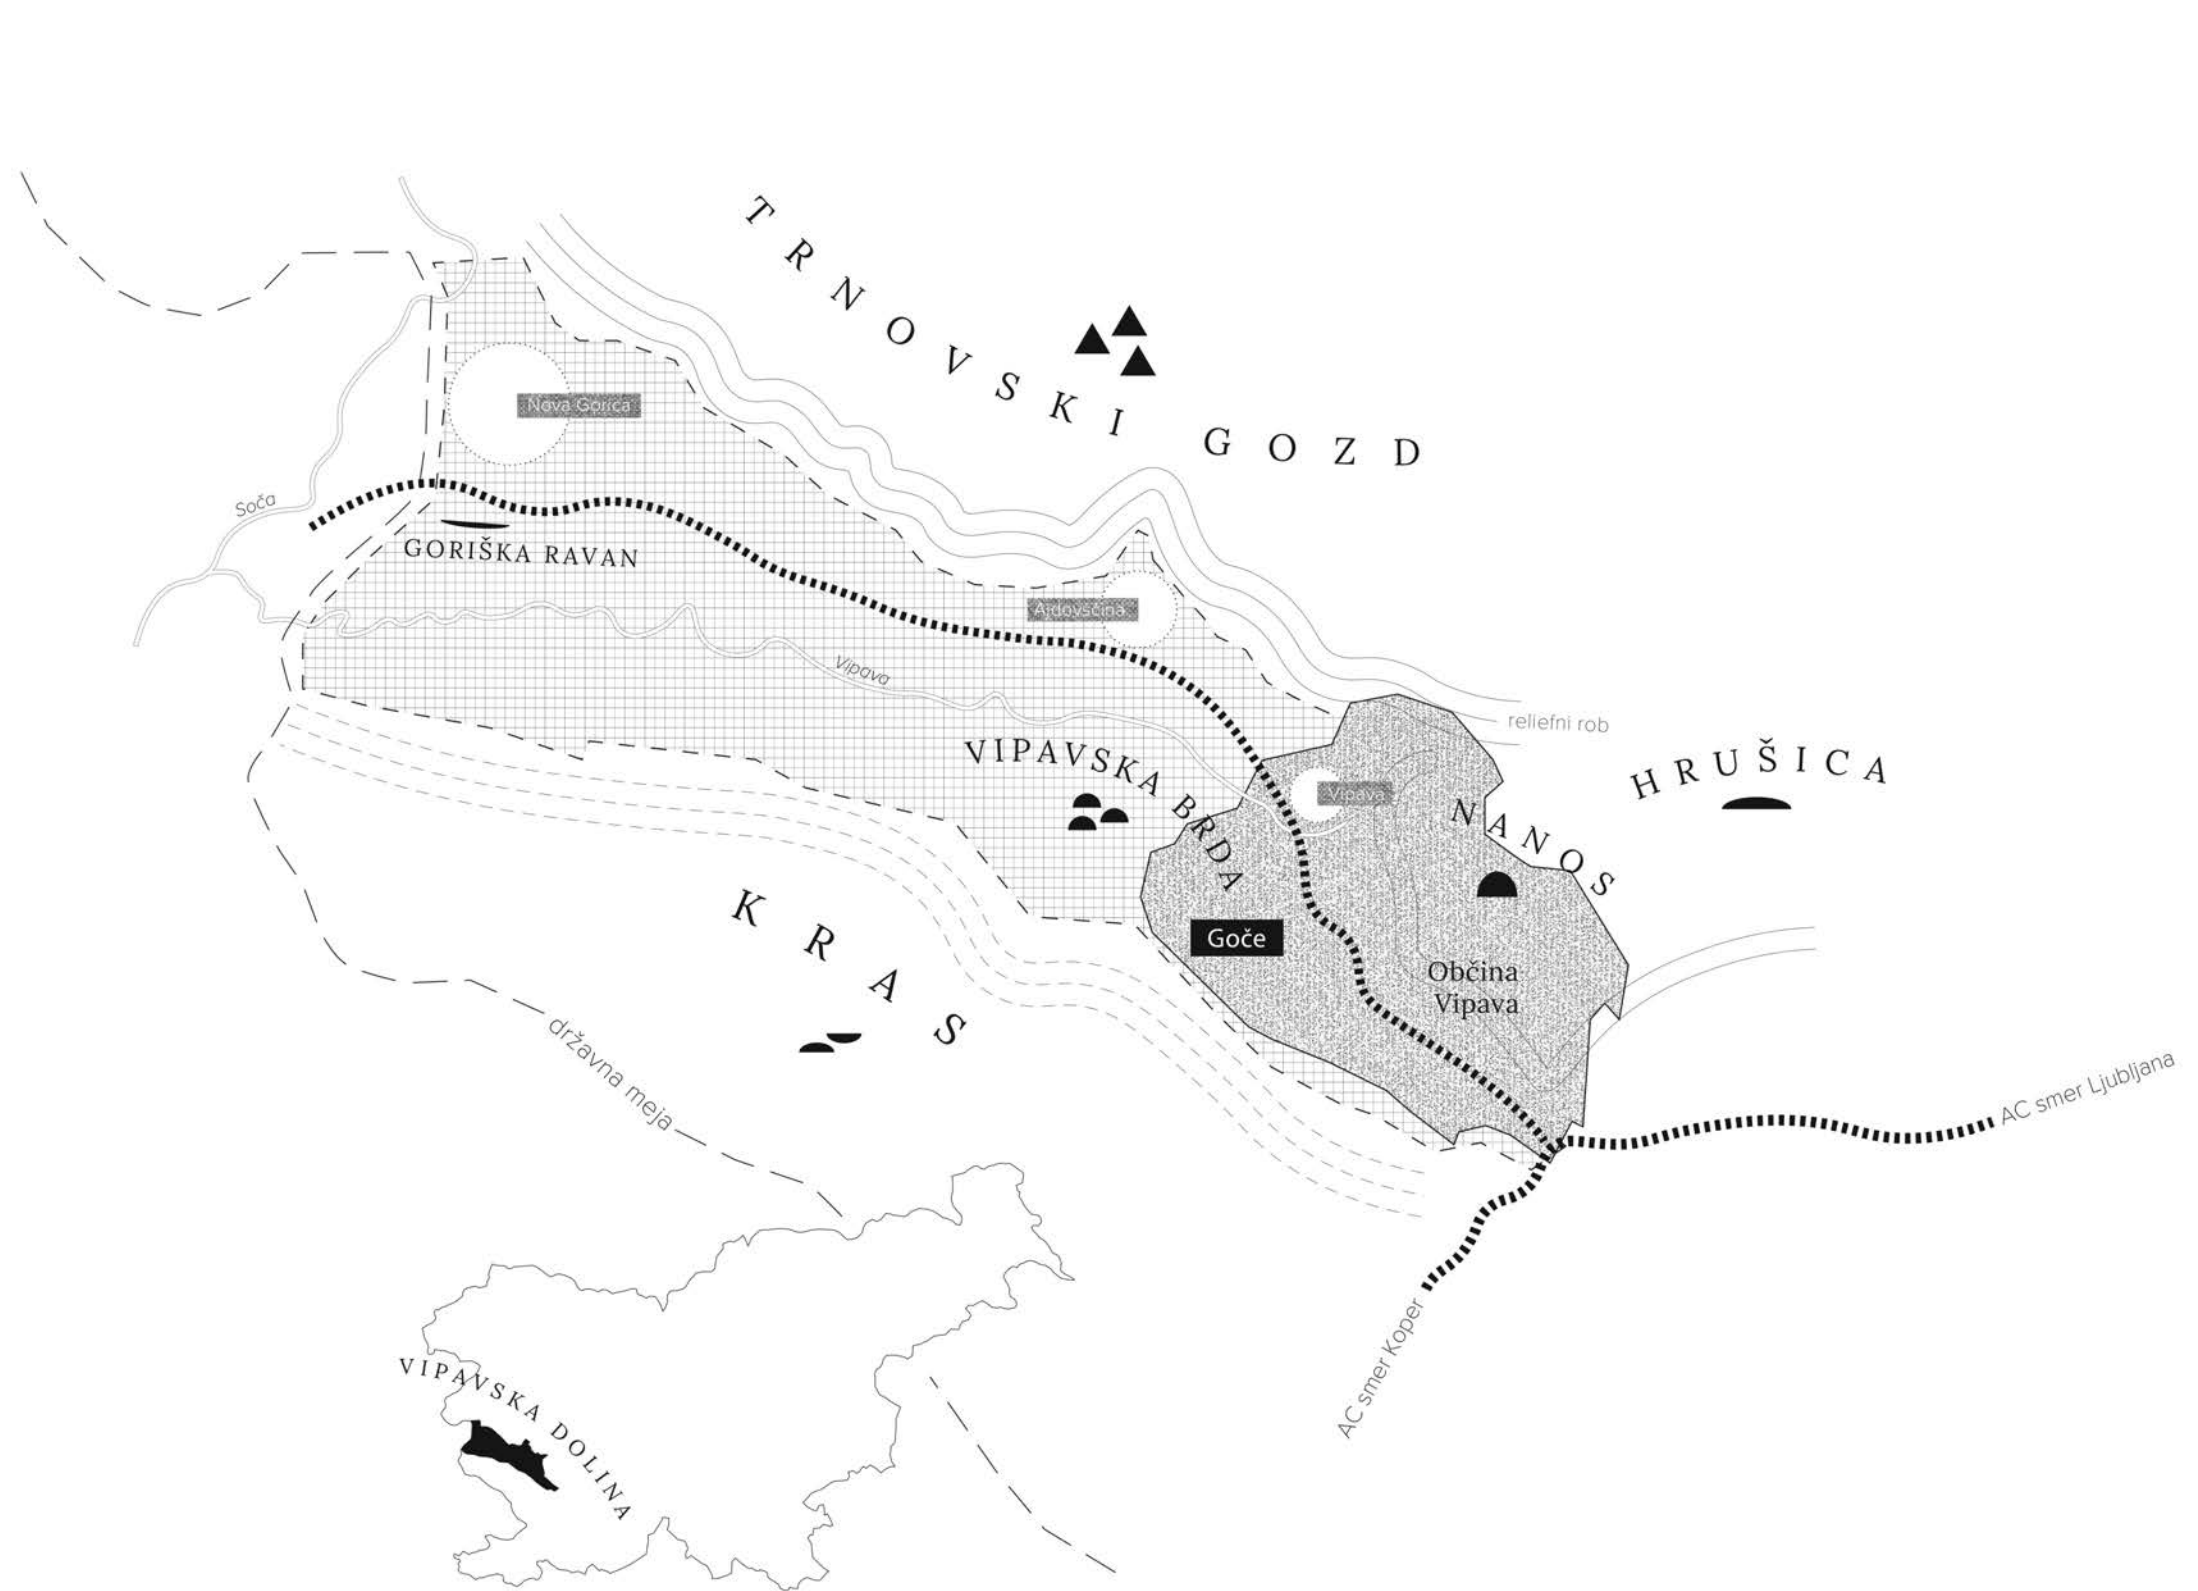 TRNOVSKI GOZD
Nova Gorica
Soča
GORIŠKA RAVAN
Ajdovščina
Vipava
reliefni rob
VIPAVSKA BRDA
HRUŠICA
Vipava
NANOS
KRAS
Goče
Občina
Vipava
državna meja
AC smer Ljubljana
AC smer Koper
VIPAVSKA DOLINA